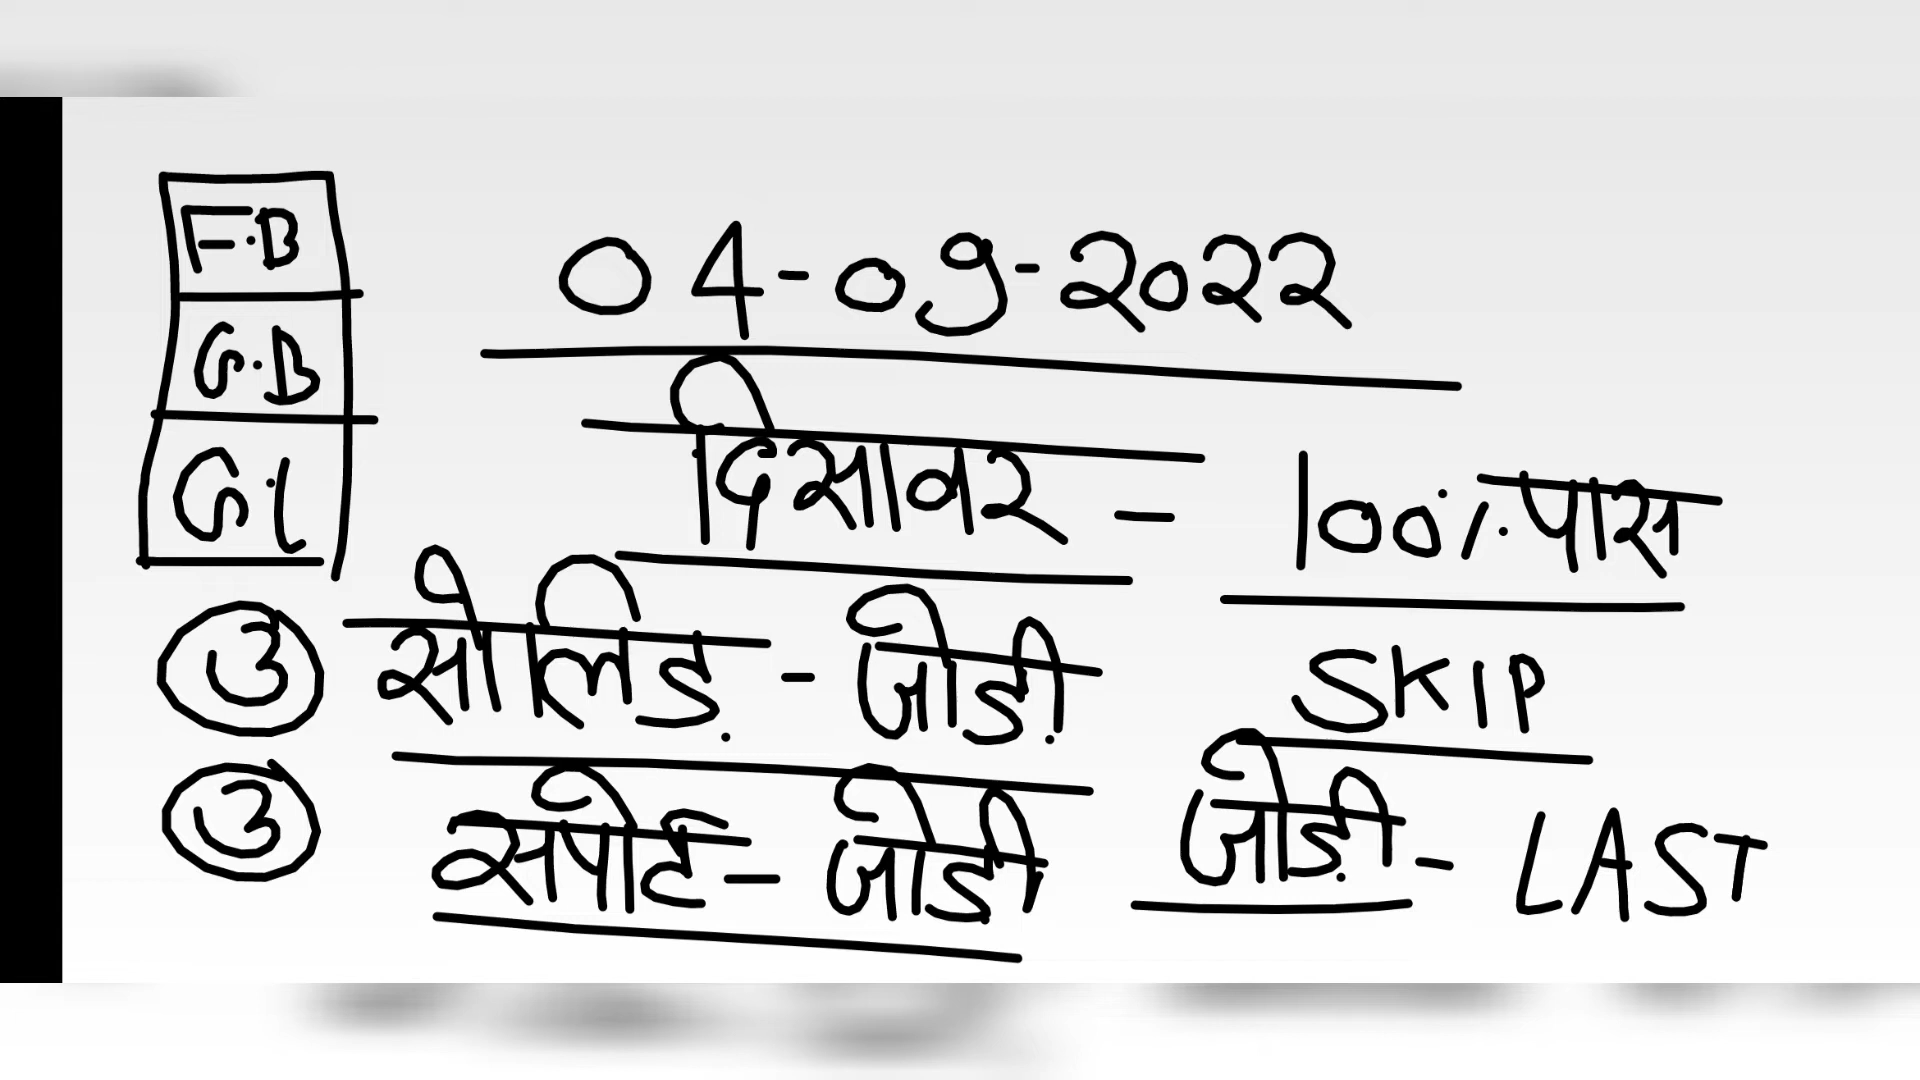 F.B
G.B
G.L
04-09-2022
दिसावर - 100% पास
③ सोलिड़ - जोड़ी
SKIP
③ सपोर्ट - जोडी
जोड़ी - LAST